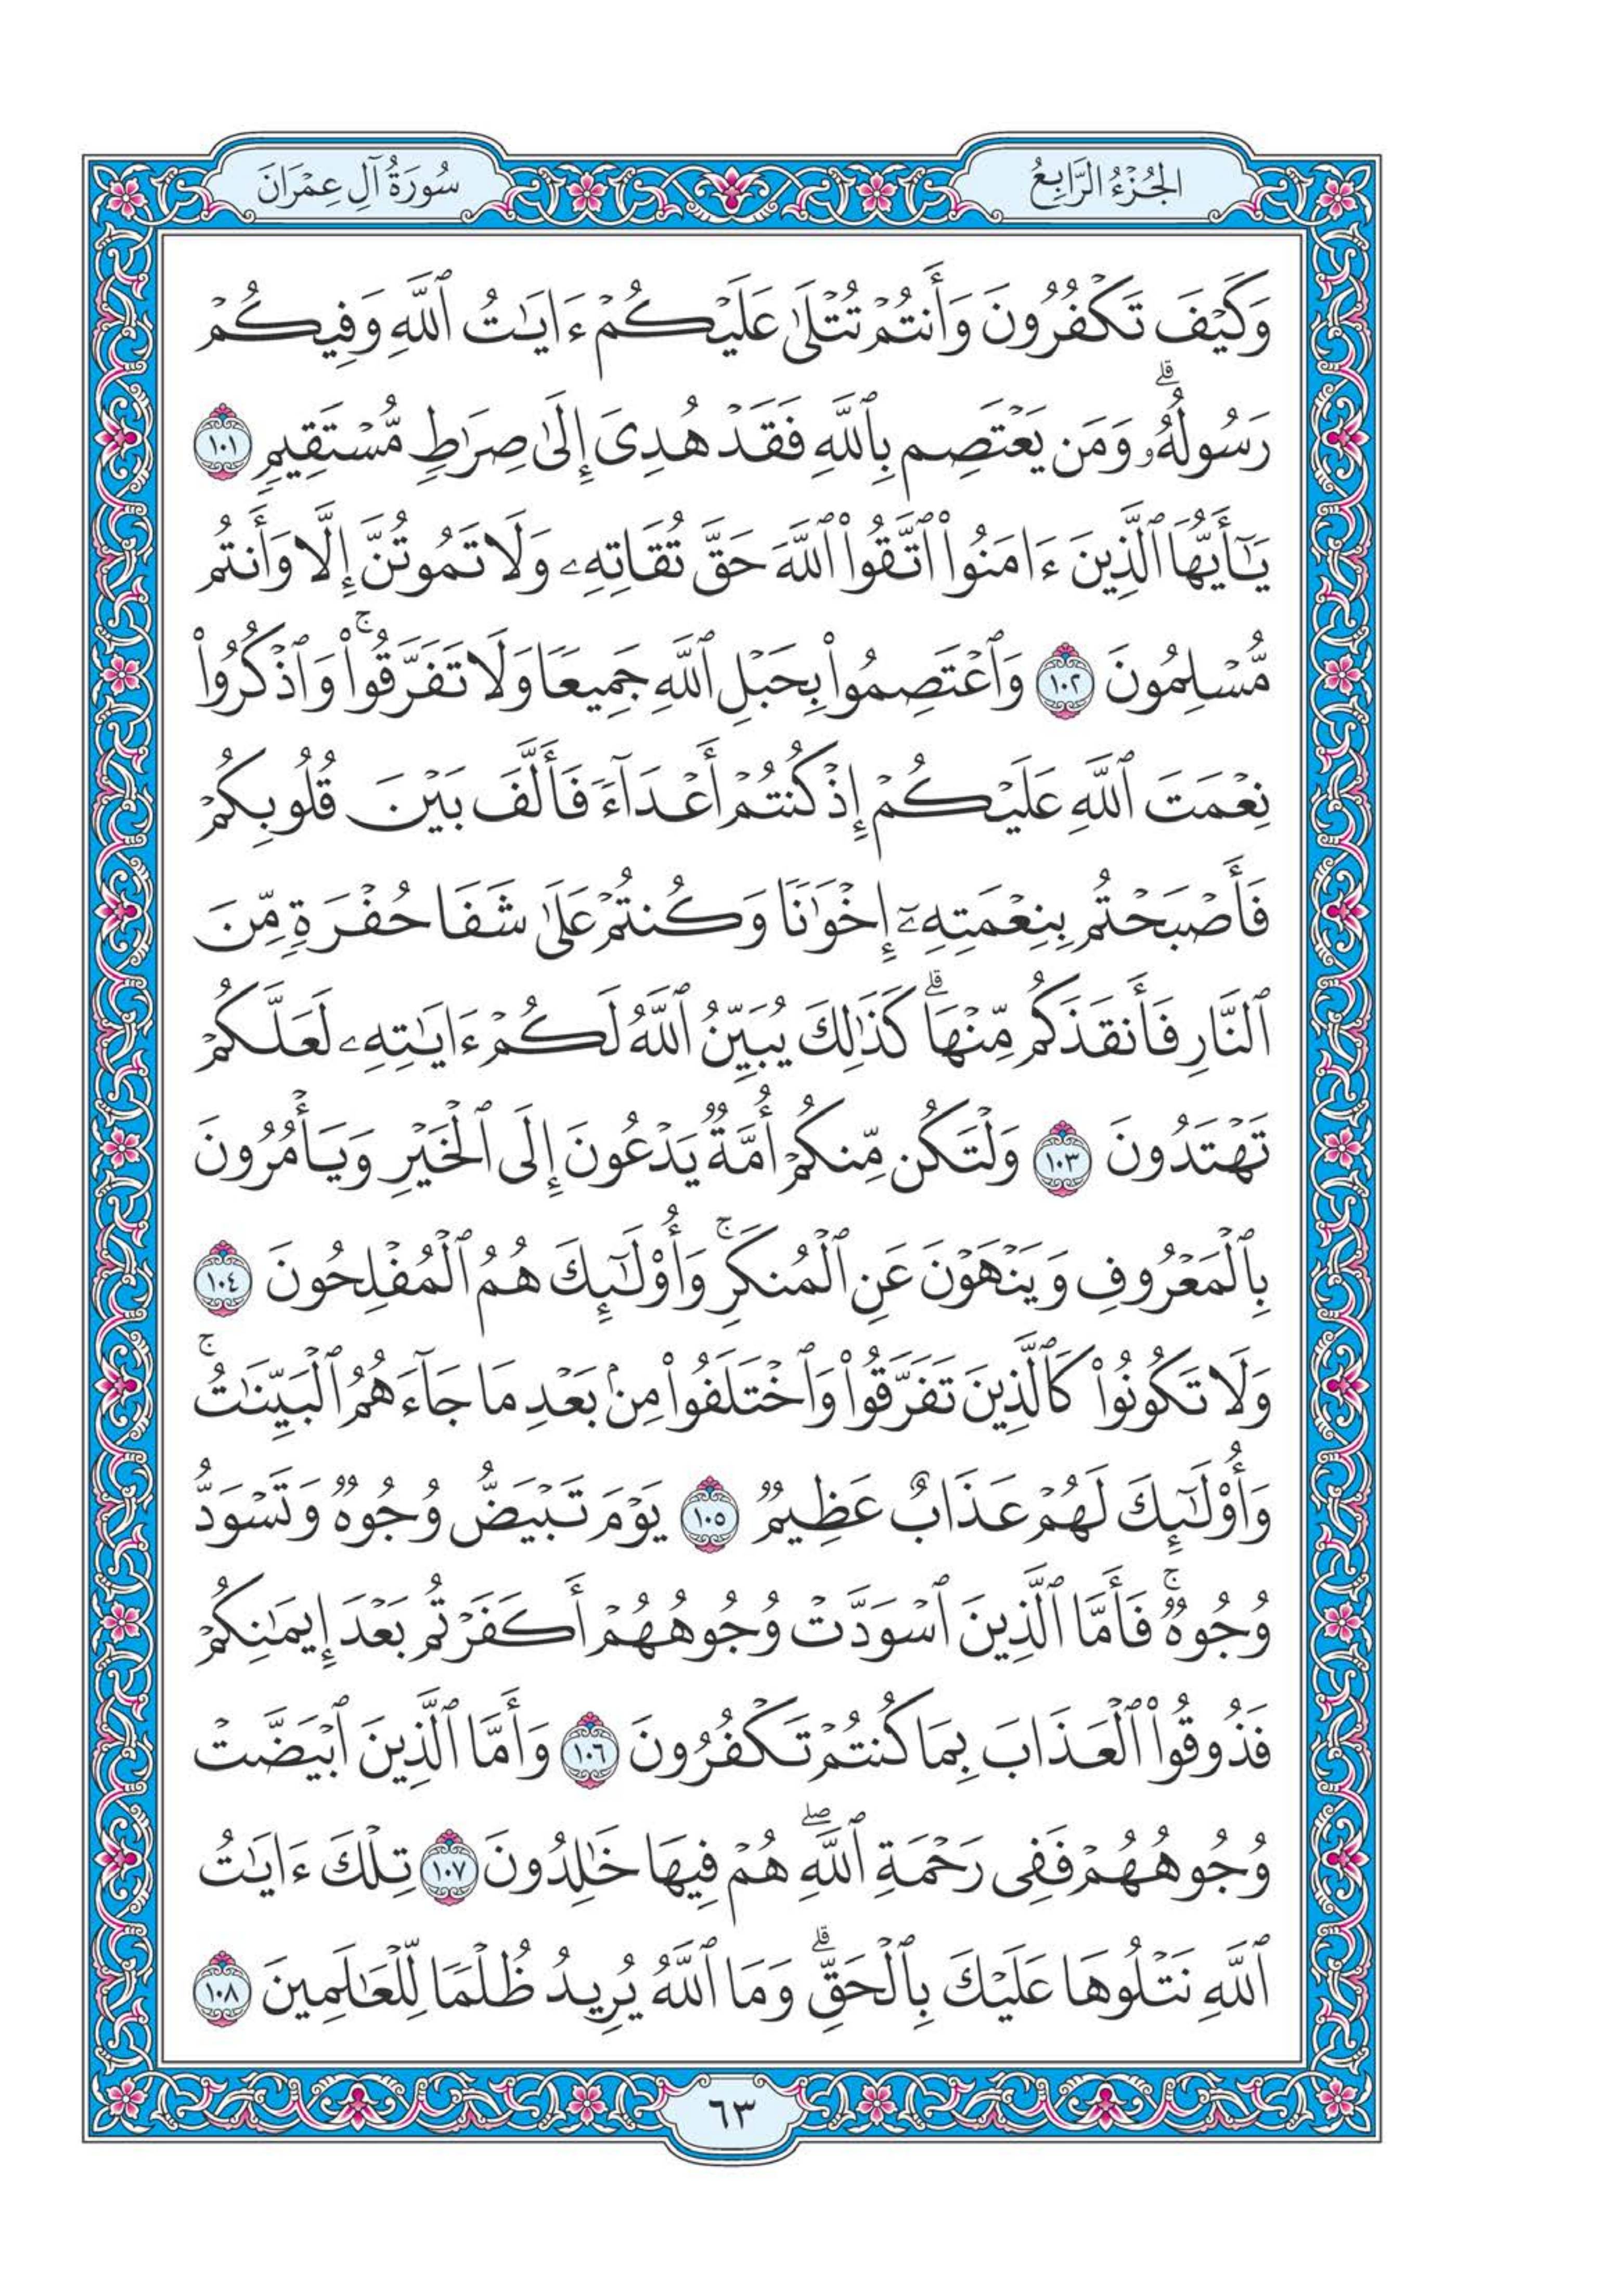 الجُزْءُ الرَّابِعُ
سُورَةُ آلِ عِمْرَانَ
وَكَيْفَ تَكْفُرُونَ وَأَنتُمْ تُتْلَىٰ عَلَيْكُمْ ءَايَـٰتُ ٱللَّهِ وَفِيكُمْ
رَسُولُهُۥۗ وَمَن يَعْتَصِم بِٱللَّهِ فَقَدْ هُدِىَ إِلَىٰ صِرَٰطٍ مُّسْتَقِيمٍ ١٠١
يَـٰٓأَيُّهَا ٱلَّذِينَ ءَامَنُوا۟ ٱتَّقُوا۟ ٱللَّهَ حَقَّ تُقَاتِهِۦ وَلَا تَمُوتُنَّ إِلَّا وَأَنتُم
مُّسْلِمُونَ ١٠٢ وَٱعْتَصِمُوا۟ بِحَبْلِ ٱللَّهِ جَمِيعًا وَلَا تَفَرَّقُوا۟ۚ وَٱذْكُرُوا۟
نِعْمَتَ ٱللَّهِ عَلَيْكُمْ إِذْ كُنتُمْ أَعْدَآءً فَأَلَّفَ بَيْنَ قُلُوبِكُمْ
فَأَصْبَحْتُم بِنِعْمَتِهِۦٓ إِخْوَٰنًا وَكُنتُمْ عَلَىٰ شَفَا حُفْرَةٍ مِّنَ
ٱلنَّارِ فَأَنقَذَكُم مِّنْهَاۗ كَذَٰلِكَ يُبَيِّنُ ٱللَّهُ لَكُمْ ءَايَـٰتِهِۦ لَعَلَّكُمْ
تَهْتَدُونَ ١٠٣ وَلْتَكُن مِّنكُمْ أُمَّةٌ يَدْعُونَ إِلَى ٱلْخَيْرِ وَيَأْمُرُونَ
بِٱلْمَعْرُوفِ وَيَنْهَوْنَ عَنِ ٱلْمُنكَرِۚ وَأُو۟لَـٰٓئِكَ هُمُ ٱلْمُفْلِحُونَ ١٠٤
وَلَا تَكُونُوا۟ كَٱلَّذِينَ تَفَرَّقُوا۟ وَٱخْتَلَفُوا۟ مِنۢ بَعْدِ مَا جَآءَهُمُ ٱلْبَيِّنَـٰتُۚ
وَأُو۟لَـٰٓئِكَ لَهُمْ عَذَابٌ عَظِيمٌ ١٠٥ يَوْمَ تَبْيَضُّ وُجُوهٌ وَتَسْوَدُّ
وُجُوهٌۚ فَأَمَّا ٱلَّذِينَ ٱسْوَدَّتْ وُجُوهُهُمْ أَكَفَرْتُم بَعْدَ إِيمَـٰنِكُمْ
فَذُوقُوا۟ ٱلْعَذَابَ بِمَا كُنتُمْ تَكْفُرُونَ ١٠٦ وَأَمَّا ٱلَّذِينَ ٱبْيَضَّتْ
وُجُوهُهُمْ فَفِى رَحْمَةِ ٱللَّهِۖ هُمْ فِيهَا خَـٰلِدُونَ ١٠٧ تِلْكَ ءَايَـٰتُ
ٱللَّهِ نَتْلُوهَا عَلَيْكَ بِٱلْحَقِّۗ وَمَا ٱللَّهُ يُرِيدُ ظُلْمًا لِّلْعَـٰلَمِينَ ١٠٨
٦٣